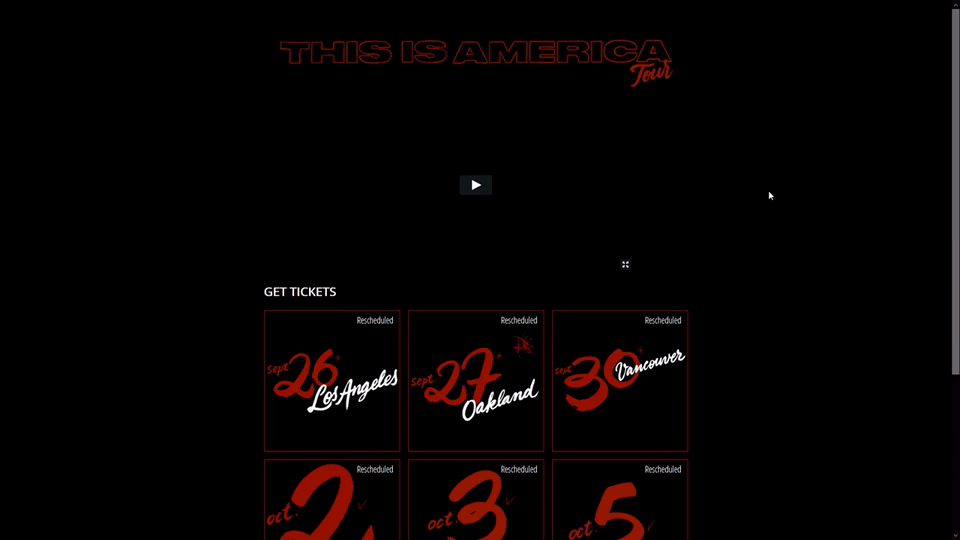 THIS IS AMERICA
Tour
GET TICKETS
Rescheduled
sept 26
Los Angeles
Rescheduled
sept 27
Oakland
Rescheduled
sept 30
Vancouver
Rescheduled
oct. 2
Rescheduled
oct. 3
Rescheduled
oct. 5